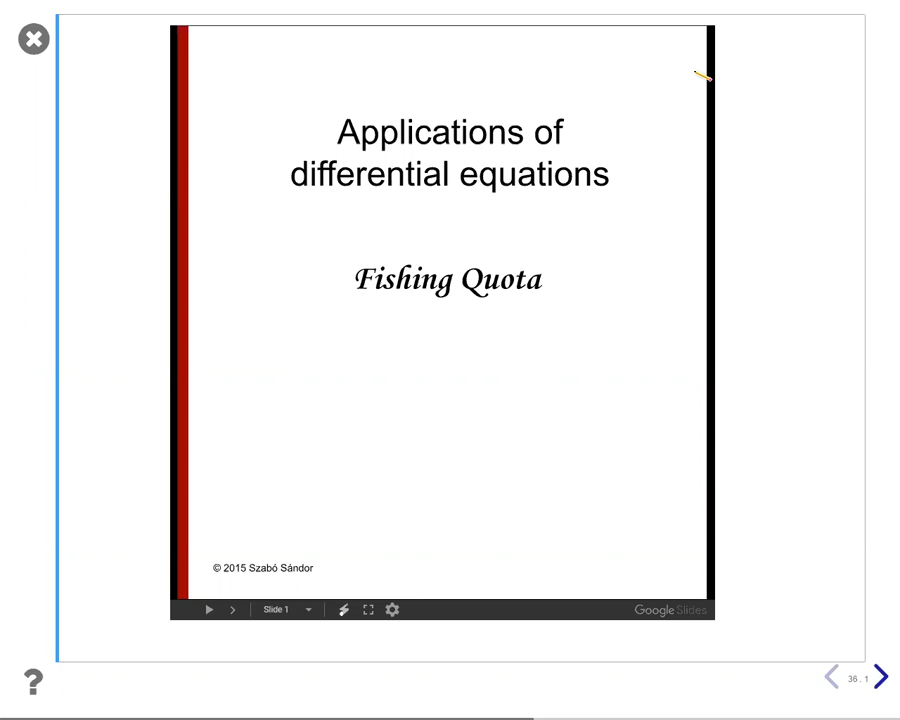 Applications of
differential equations
Fishing Quota
© 2015 Szabó Sándor
Slide 1
Google Slides
?
36 . 1